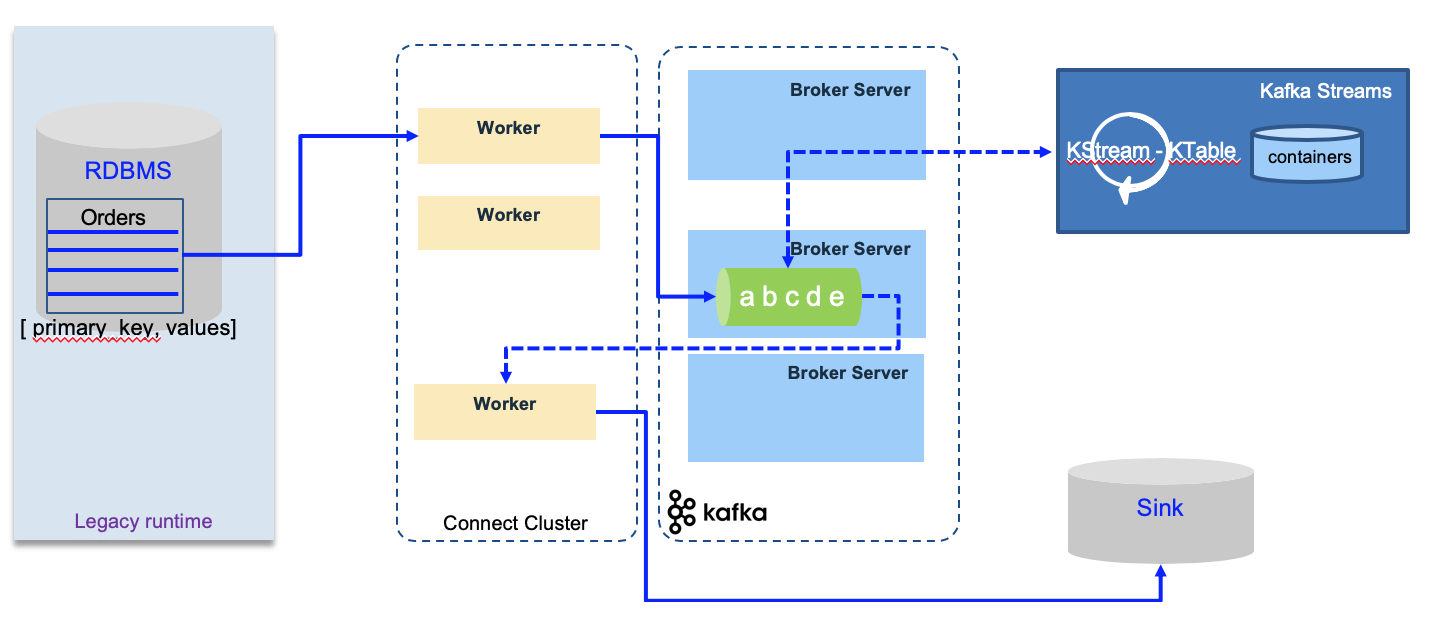 RDBMS
Orders
[ primary_key, values]
Legacy runtime
Worker
Worker
Worker
Connect Cluster
Broker Server
Broker Server
a b c d e
Broker Server
kafka
Kafka Streams
KStream - KTable
containers
Sink